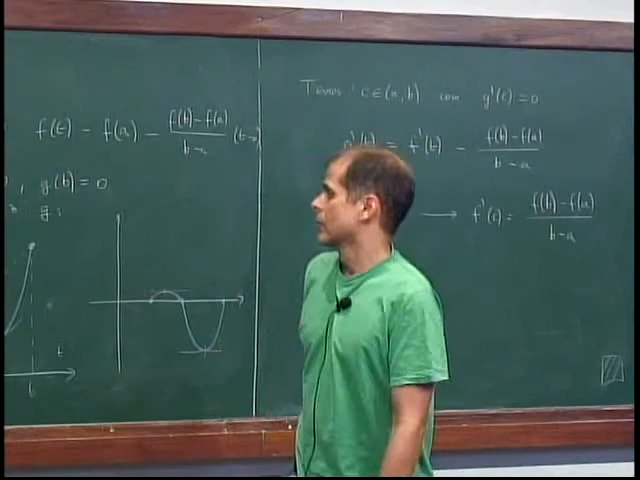 f(t) - f(a) - f(b)-f(a)/b-a (t-
, g(b) = 0
g:
t
b
Temos: c∈(a,b) com g'(c)=0
g'(t) = f'(t) - f(b)-f(a)/b-a
→ f'(c) = f(b)-f(a)/b-a